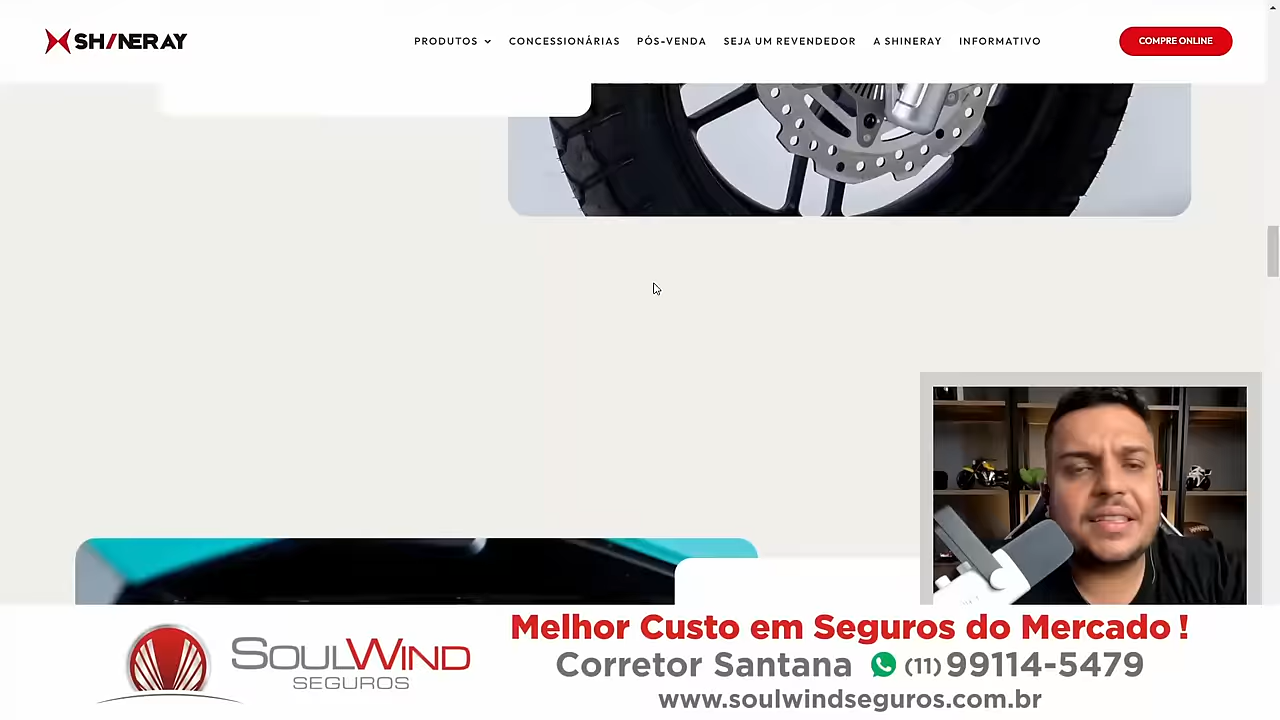 SHINERAY
PRODUTOS
CONCESSIONÁRIAS
PÓS-VENDA
SEJA UM REVENDEDOR
A SHINERAY
INFORMATIVO
COMPRE ONLINE
SOULWIND
SEGUROS
Melhor Custo em Seguros do Mercado !
Corretor Santana (11) 99114-5479
www.soulwindseguros.com.br